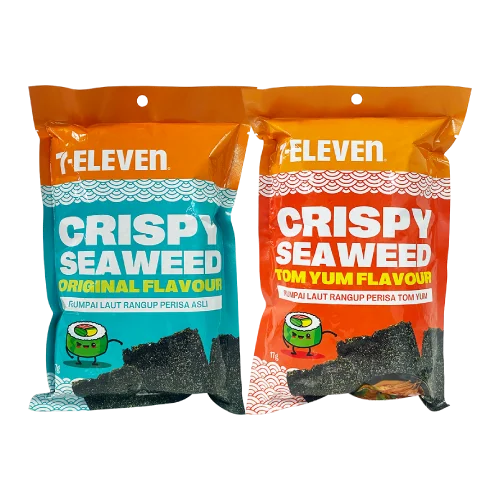 7-ELEVEN
CRISPY
SEAWEED
ORIGINAL FLAVOUR
RUMPAI LAUT RANGUP PERISA ASLI
7-ELEVEN
CRISPY
SEAWEED
TOM YUM FLAVOUR
RUMPAI LAUT RANGUP PERISA TOM YUM
17g